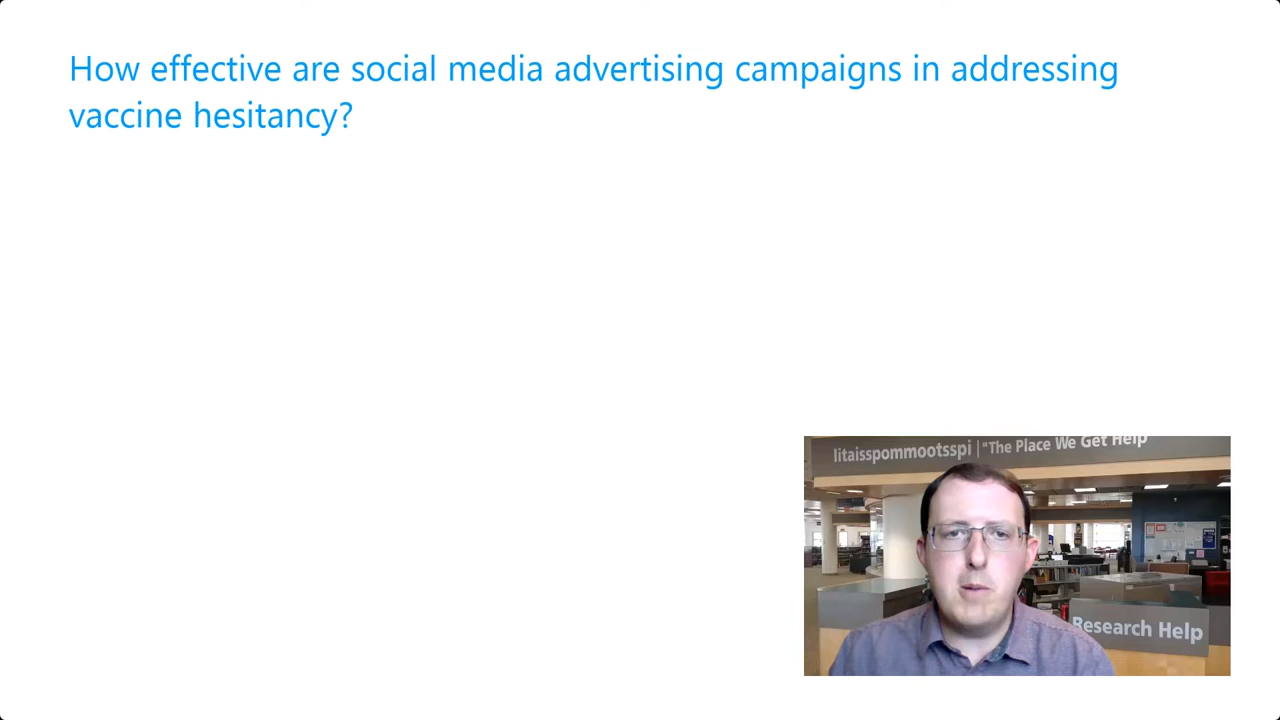 How effective are social media advertising campaigns in addressing
vaccine hesitancy?
litaisspommootsspi | "The Place We Get Help
Research Help